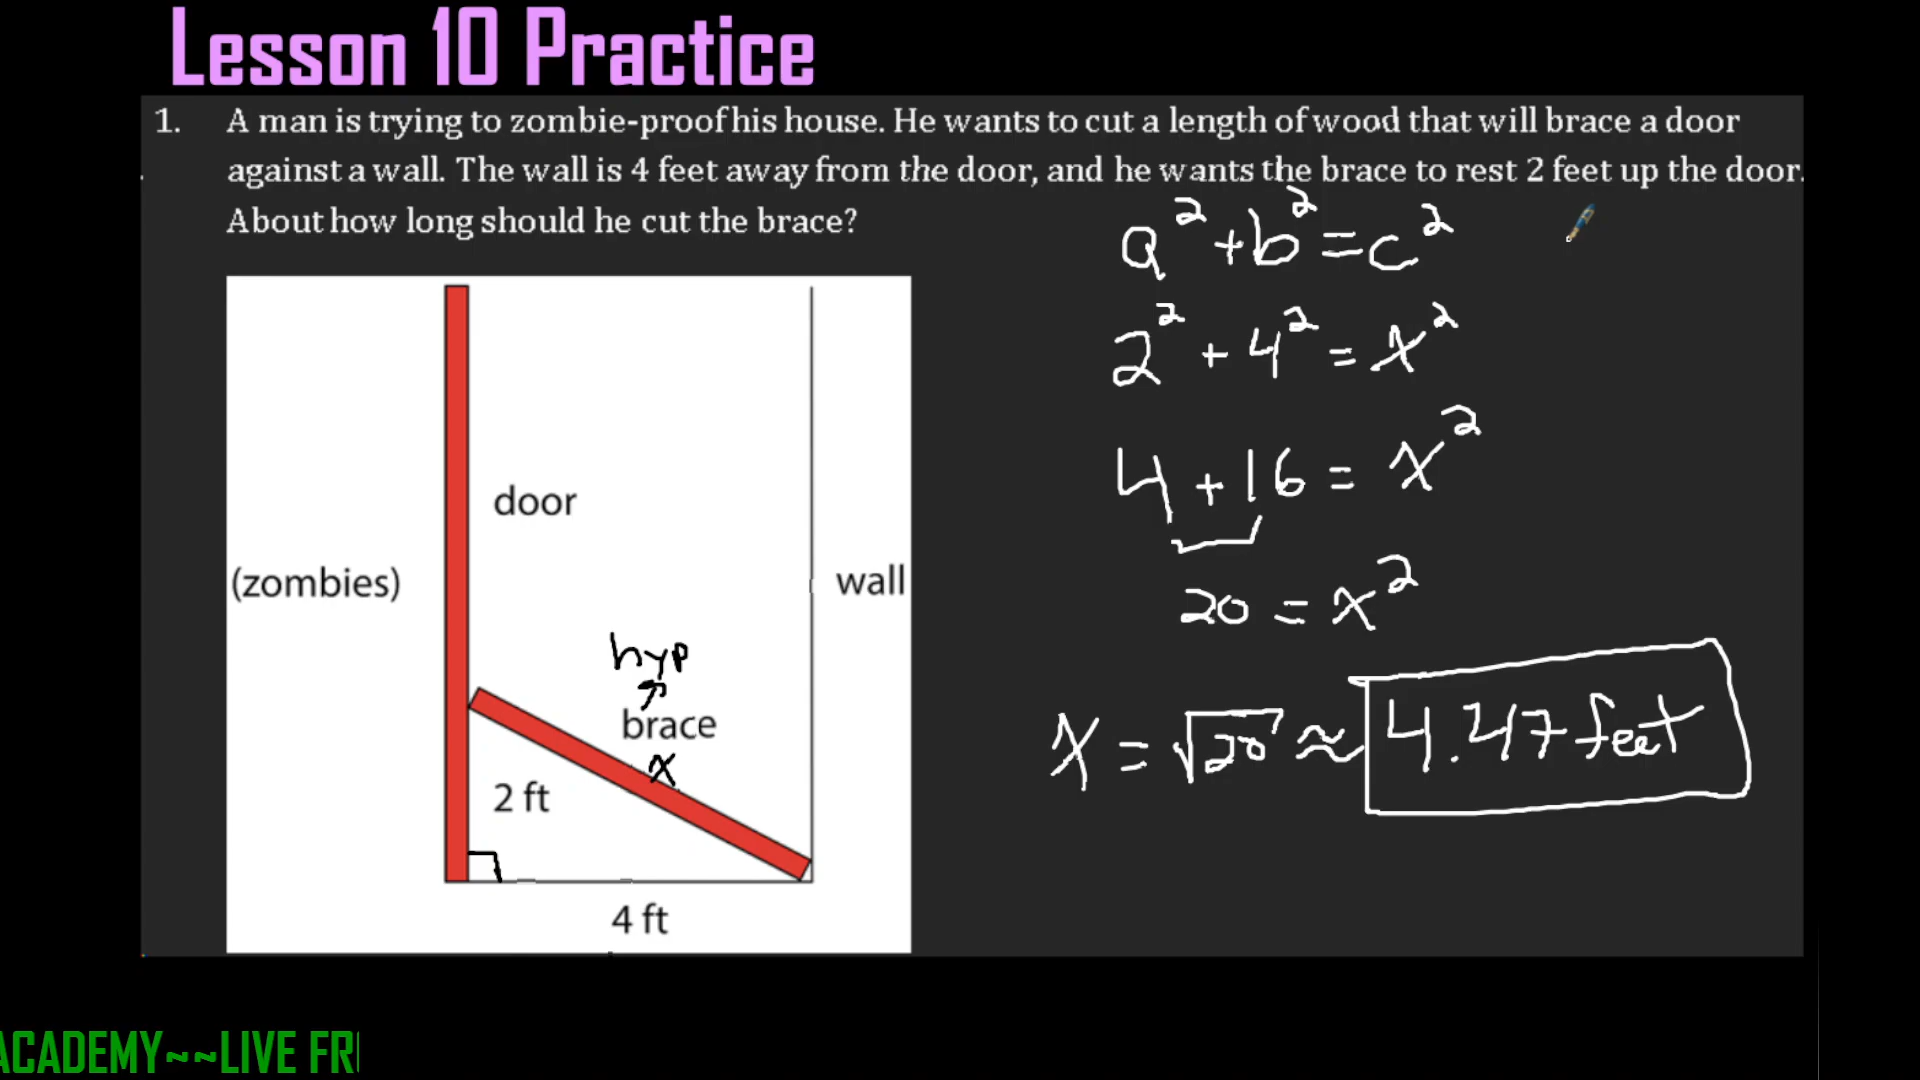 Lesson 10 Practice
1. A man is trying to zombie-proof his house. He wants to cut a length of wood that will brace a door
against a wall. The wall is 4 feet away from the door, and he wants the brace to rest 2 feet up the door.
About how long should he cut the brace?
a² + b² = c²
2² + 4² = x²
4 + 16 = x²
20 = x²
x = √20 ≈ 4.47 feet
door
(zombies)
wall
hyp
brace
x
2 ft
4 ft
ACADEMY~~LIVE FR